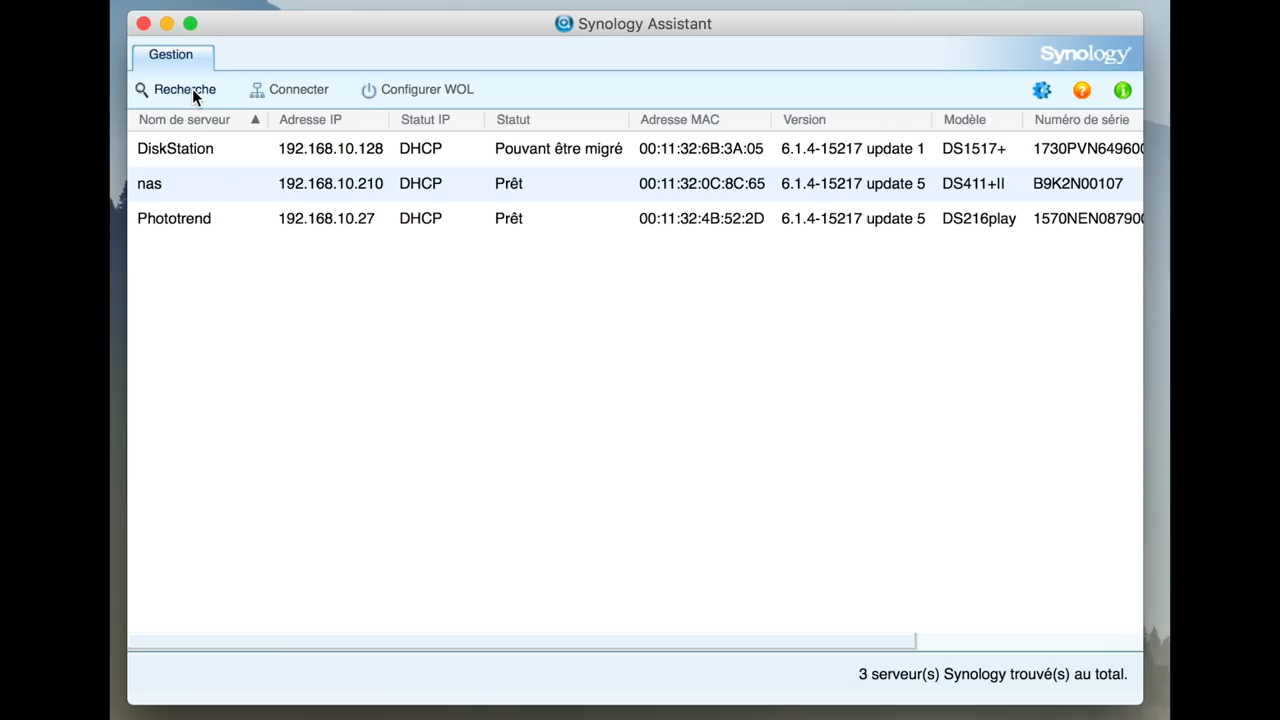 Synology Assistant
Gestion
Synology
Recherche Connecter Configurer WOL
Nom de serveur Adresse IP Statut IP Statut Adresse MAC Version Modèle Numéro de série
DiskStation 192.168.10.128 DHCP Pouvant être migré 00:11:32:6B:3A:05 6.1.4-15217 update 1 DS1517+ 1730PVN649600
nas 192.168.10.210 DHCP Prêt 00:11:32:0C:8C:65 6.1.4-15217 update 5 DS411+II B9K2N00107
Phototrend 192.168.10.27 DHCP Prêt 00:11:32:4B:52:2D 6.1.4-15217 update 5 DS216play 1570NEN087900
3 serveur(s) Synology trouvé(s) au total.